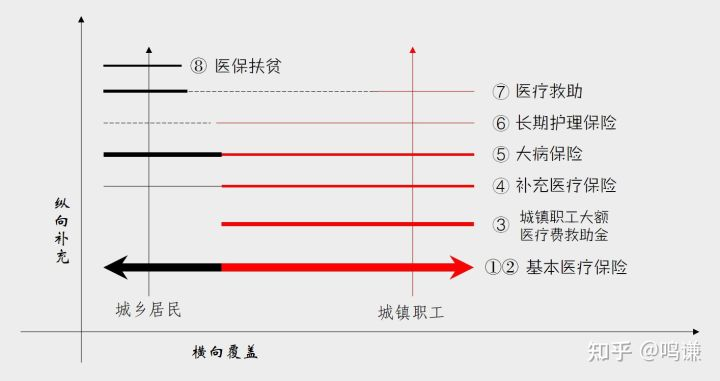 ⑧ 医保扶贫
⑦ 医疗救助
⑥ 长期护理保险
⑤ 大病保险
④ 补充医疗保险
③ 城镇职工大额
医疗费救助金
①② 基本医疗保险
纵向补充
城乡居民
城镇职工
横向覆盖
知乎 @鸣谦